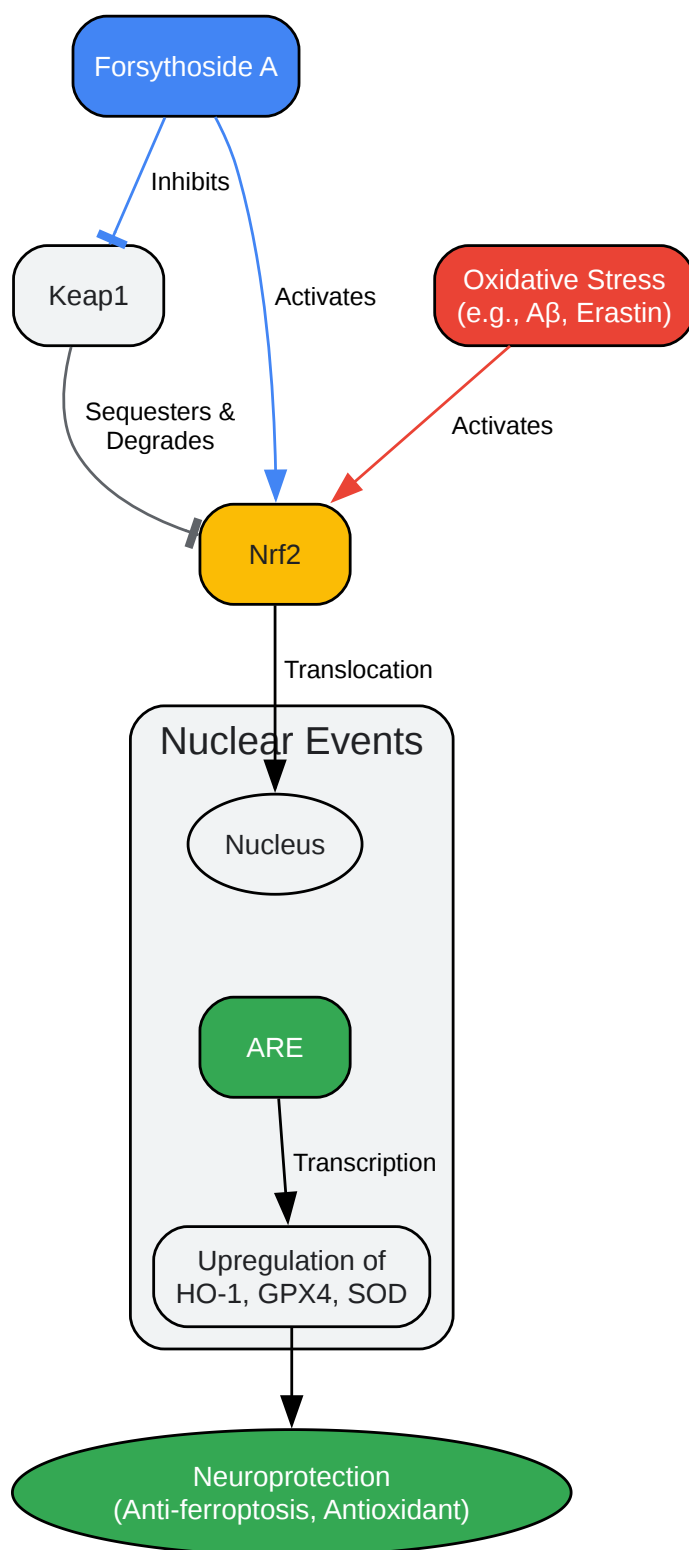 Forsythoside A
Inhibits
Keap1
Activates
Oxidative Stress
(e.g., Aβ, Erastin)
Sequesters &
Degrades
Activates
Nrf2
Translocation
Nuclear Events
Nucleus
ARE
Transcription
Upregulation of
HO-1, GPX4, SOD
Neuroprotection
(Anti-ferroptosis, Antioxidant)